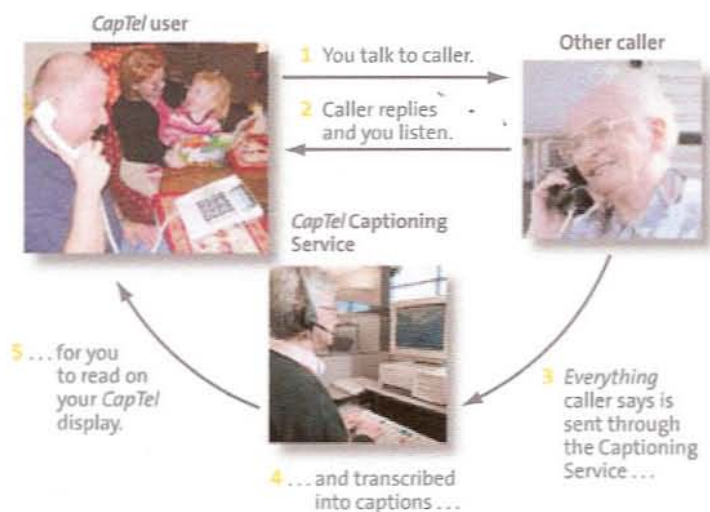 CapTel user
Other caller
1 You talk to caller.
2 Caller replies
and you listen.
CapTel Captioning
Service
3 Everything
caller says is
sent through
the Captioning
Service ...
4 ... and transcribed
into captions ...
5 ... for you
to read on
your CapTel
display.